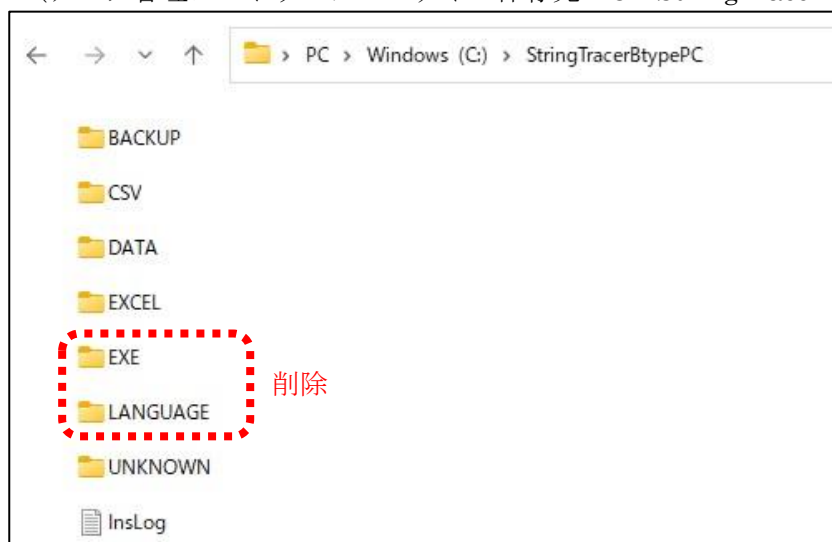 PC > Windows (C:) > StringTracerBtypePC
BACKUP
CSV
DATA
EXCEL
EXE
削除
LANGUAGE
UNKNOWN
InsLog